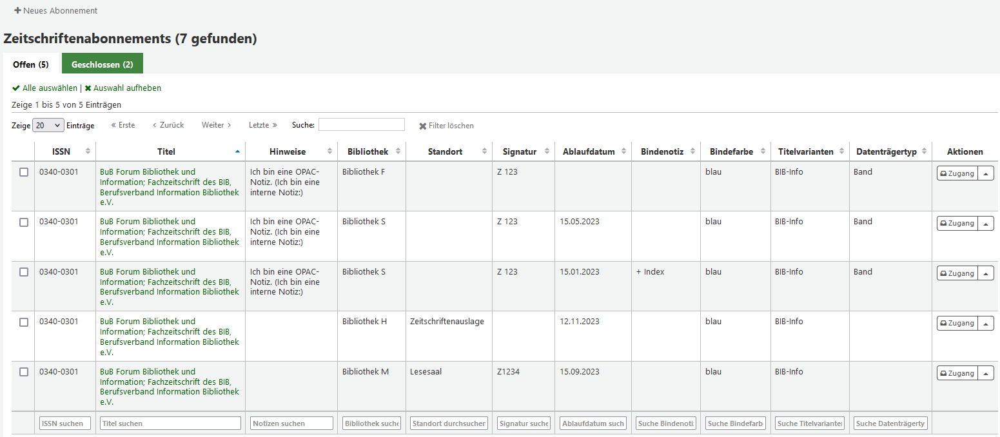 Neues Abonnement
Zeitschriftenabonnements (7 gefunden)
Offen (5) Geschlossen (2)
Alle auswählen | Auswahl aufheben
Zeige 1 bis 5 von 5 Einträgen
Zeige 20 Einträge « Erste ‹ Zurück Weiter › Letzte » Suche: Filter löschen
ISSN Titel Hinweise Bibliothek Standort Signatur Ablaufdatum Bindenotiz Bindefarbe Titelvarianten Datenträgertyp Aktionen
0340-0301 BuB Forum Bibliothek und Ich bin eine OPAC- Bibliothek F Z 123 blau BIB-Info Band Zugang
Information; Fachzeitschrift des BIB, Notiz. (Ich bin eine
Berufsverband Information Bibliothek interne Notiz:)
e.V.
0340-0301 BuB Forum Bibliothek und Ich bin eine OPAC- Bibliothek S Z 123 15.05.2023 blau BIB-Info Band Zugang
Information; Fachzeitschrift des BIB, Notiz. (Ich bin eine
Berufsverband Information Bibliothek interne Notiz:)
e.V.
0340-0301 BuB Forum Bibliothek und Ich bin eine OPAC- Bibliothek S Z 123 15.01.2023 + Index blau BIB-Info Band Zugang
Information; Fachzeitschrift des BIB, Notiz. (Ich bin eine
Berufsverband Information Bibliothek interne Notiz:)
e.V.
0340-0301 BuB Forum Bibliothek und Bibliothek H Zeitschriftenauslage 12.11.2023 blau BIB-Info Zugang
Information; Fachzeitschrift des BIB,
Berufsverband Information Bibliothek
e.V.
0340-0301 BuB Forum Bibliothek und Bibliothek M Lesesaal Z1234 15.09.2023 blau BIB-Info Zugang
Information; Fachzeitschrift des BIB,
Berufsverband Information Bibliothek
e.V.
ISSN suchen Titel suchen Notizen suchen Bibliothek suche Standort durchsuchen Signatur suche Ablaufdatum such Suche Bindenoti Suche Bindefarb Suche Titelvariante Suche Datenträgerty